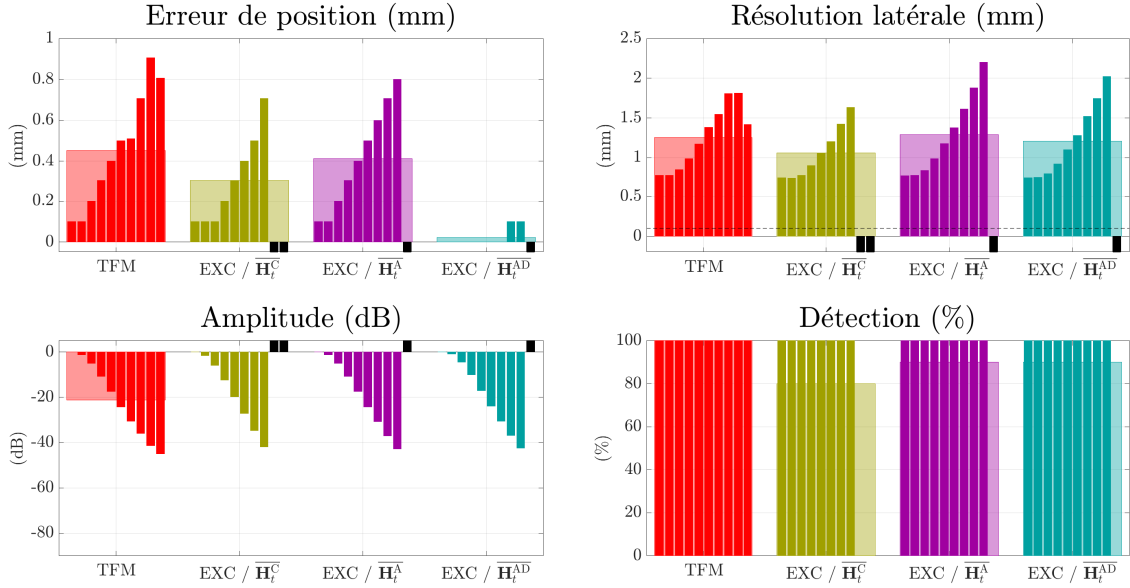 Erreur de position (mm)
1
0.8
0.6
0.4
0.2
0
(mm)
TFM
EXC / H̅ₜᶜ
EXC / H̅ₜᴬ
EXC / H̅ₜᴬᴰ
Résolution latérale (mm)
2.5
2
1.5
1
0.5
0
(mm)
TFM
EXC / H̅ₜᶜ
EXC / H̅ₜᴬ
EXC / H̅ₜᴬᴰ
Amplitude (dB)
0
-20
-40
-60
-80
(dB)
TFM
EXC / H̅ₜᶜ
EXC / H̅ₜᴬ
EXC / H̅ₜᴬᴰ
Détection (%)
100
80
60
40
20
0
(%)
TFM
EXC / H̅ₜᶜ
EXC / H̅ₜᴬ
EXC / H̅ₜᴬᴰ